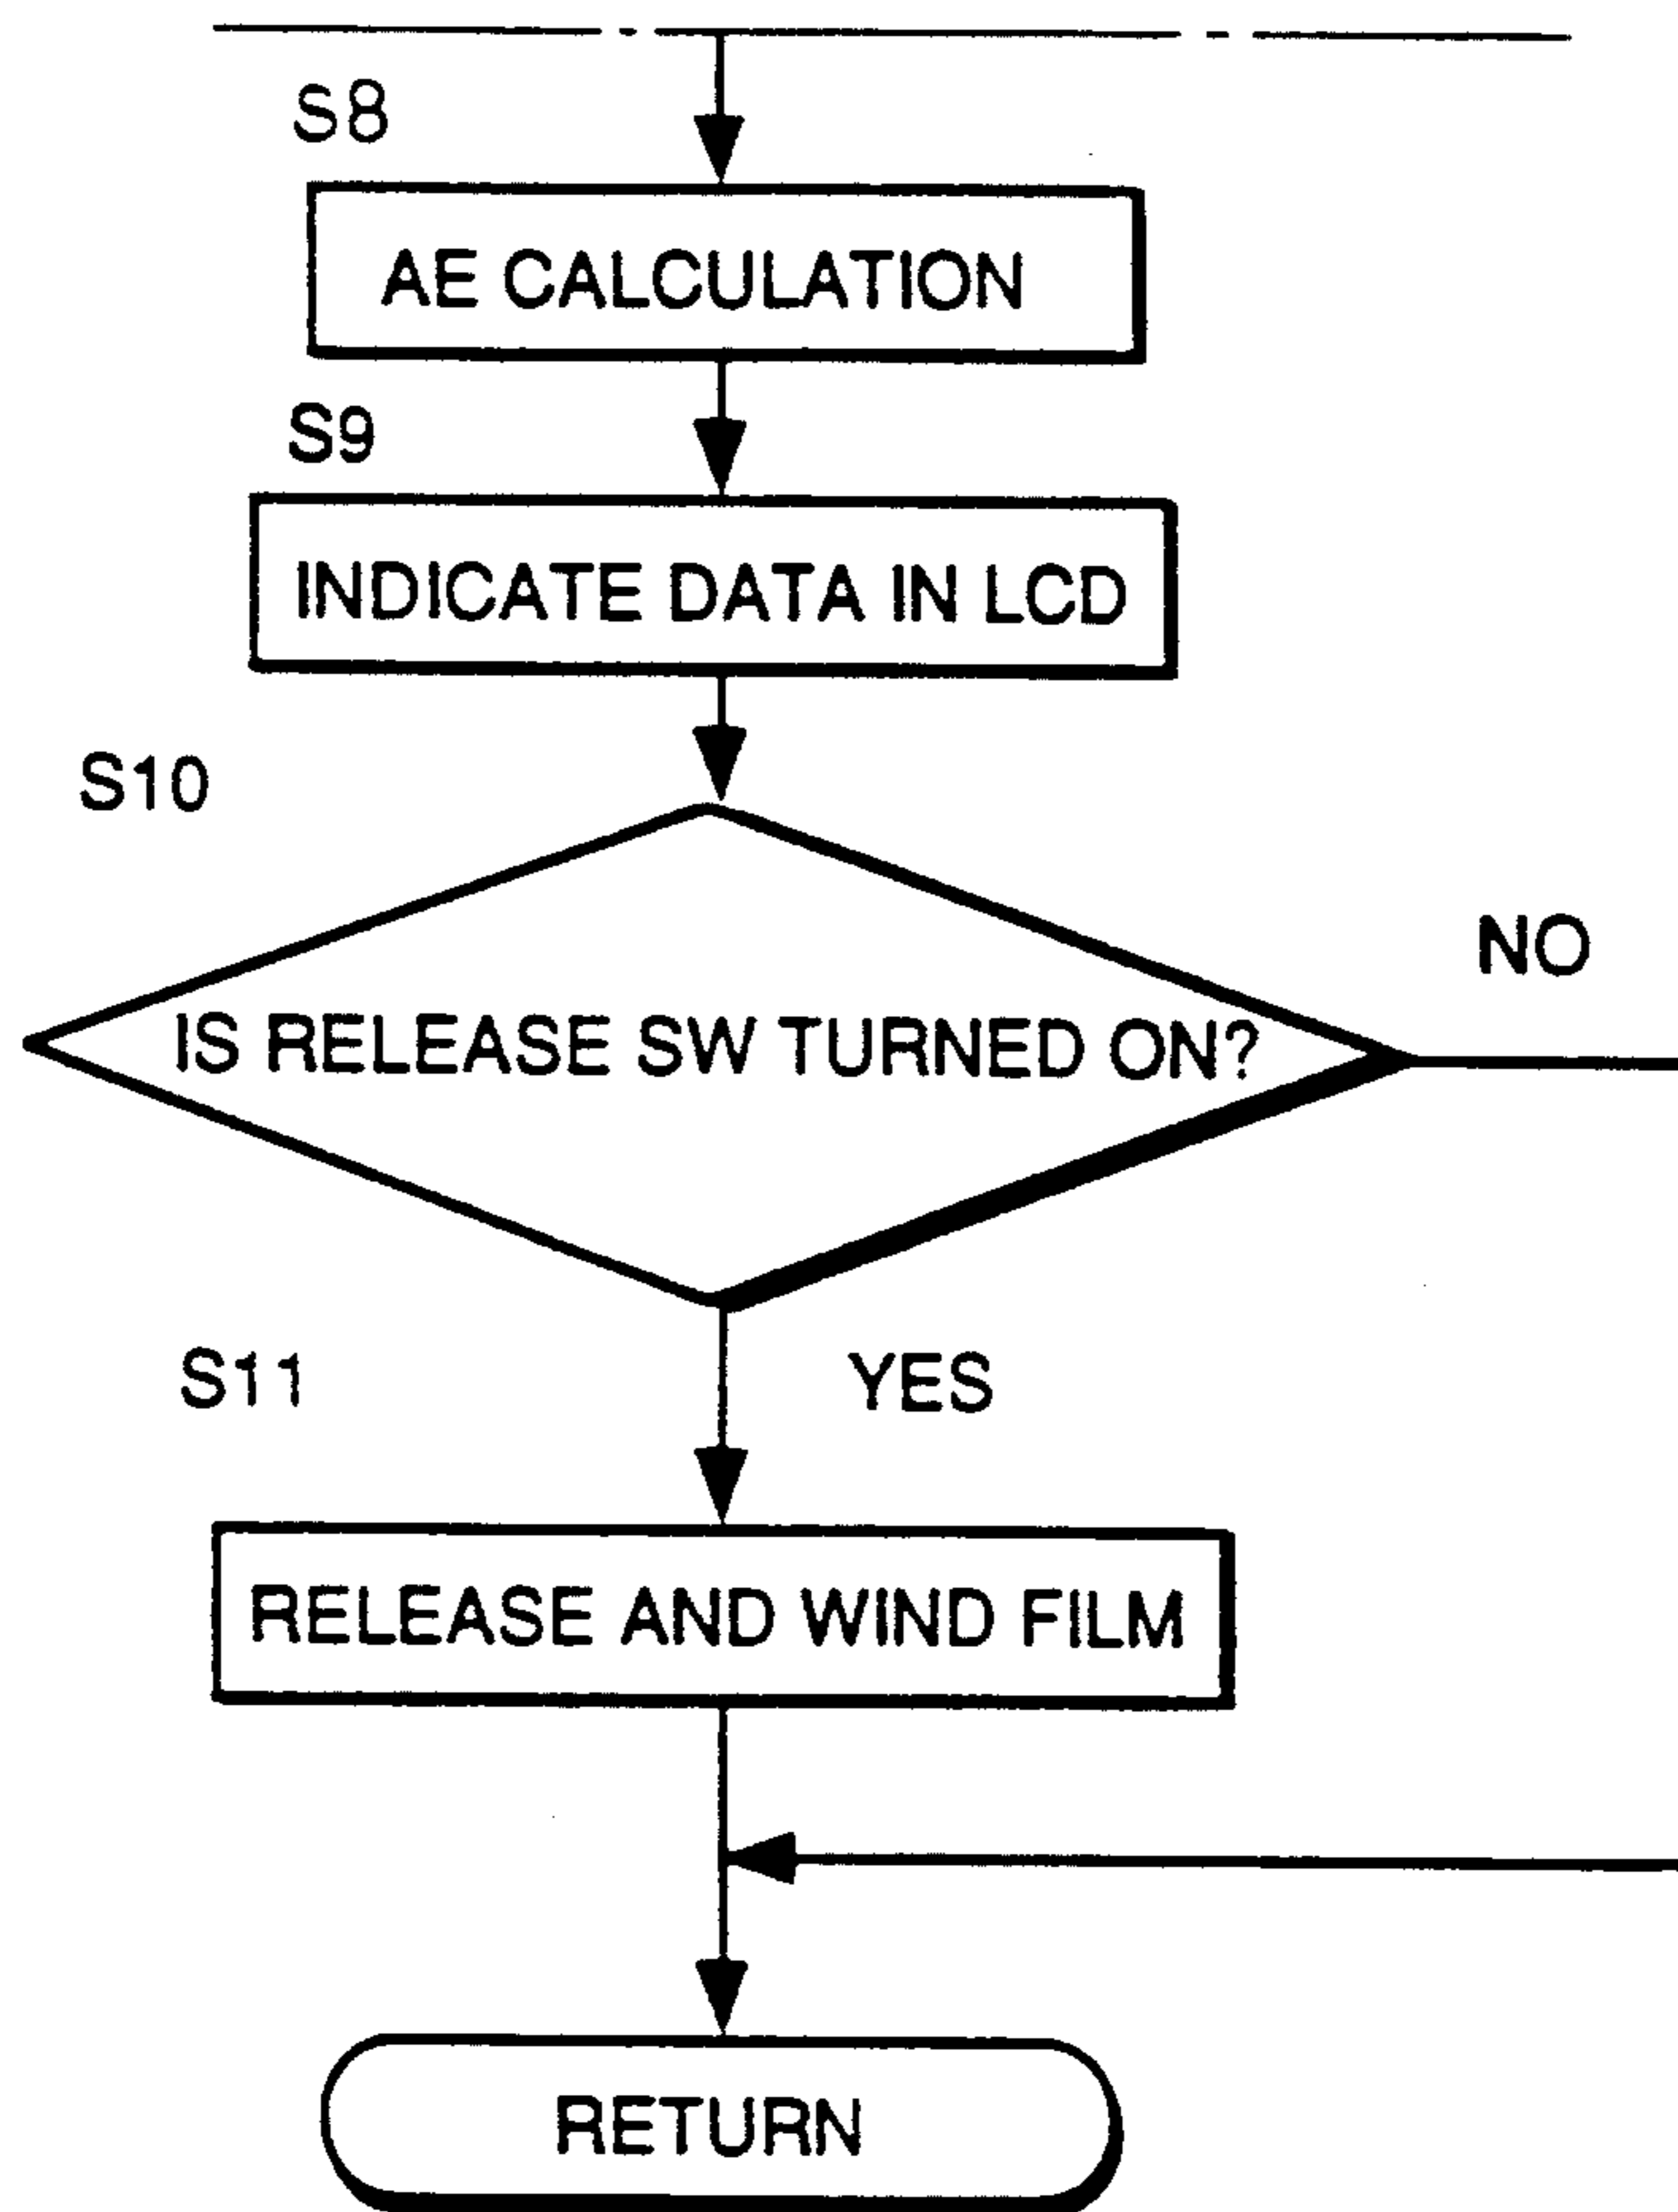 S8
AE CALCULATION
S9
INDICATE DATA IN LCD
S10
NO
IS RELEASE SW TURNED ON?
S11
YES
RELEASE AND WIND FILM
RETURN